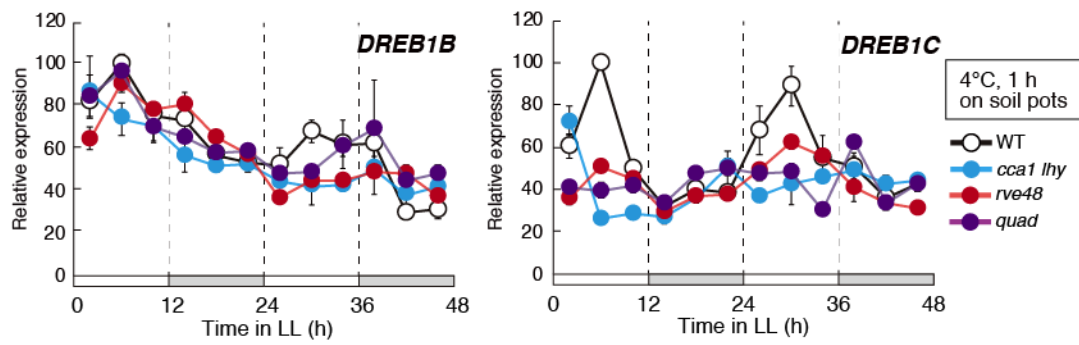 120
100
80
60
40
20
0
Relative expression
DREB1B
0
12
24
36
48
Time in LL (h)
120
100
80
60
40
20
0
Relative expression
DREB1C
0
12
24
36
48
Time in LL (h)
4°C, 1 h
on soil pots
WT
cca1 lhy
rve48
quad